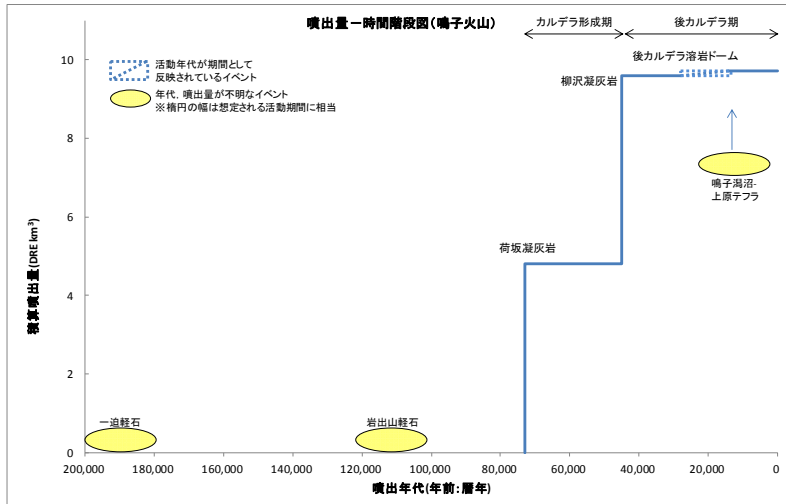 噴出量－時間階段図（鳴子火山）
カルデラ形成期
後カルデラ期
活動年代が期間として
反映されているイベント
年代、噴出量が不明なイベント
※楕円の幅は想定される活動期間に相当
後カルデラ溶岩ドーム
柳沢凝灰岩
鳴子潟沼-
上原テフラ
荷坂凝灰岩
一迫軽石
岩出山軽石
積算噴出量(DRE km³)
10
8
6
4
2
0
200,000
180,000
160,000
140,000
120,000
100,000
80,000
60,000
40,000
20,000
0
噴出年代(年前：暦年)